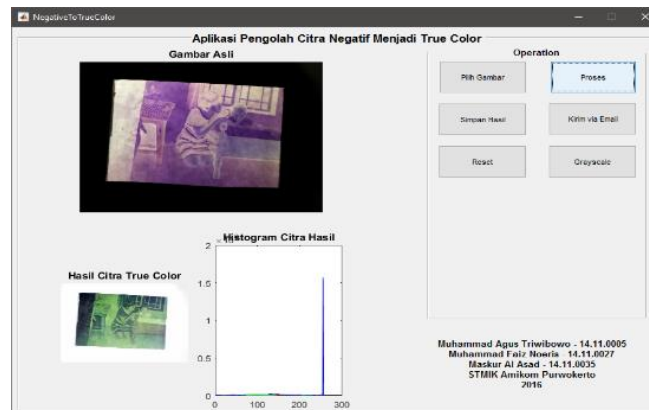 NegativeToTrueColor
Aplikasi Pengolah Citra Negatif Menjadi True Color
Gambar Asli
Operation
Pilih Gambar
Proses
Simpan Hasil
Kirim via Email
Reset
Grayscale
Histogram Citra Hasil
Hasil Citra True Color
2
1.5
1
0.5
0
0 100 200 300
Muhammad Agus Triwibowo - 14.11.0005
Muhammad Faiz Noeris - 14.11.0027
Maskur Al Asad - 14.11.0035
STMIK Amikom Purwokerto
2016